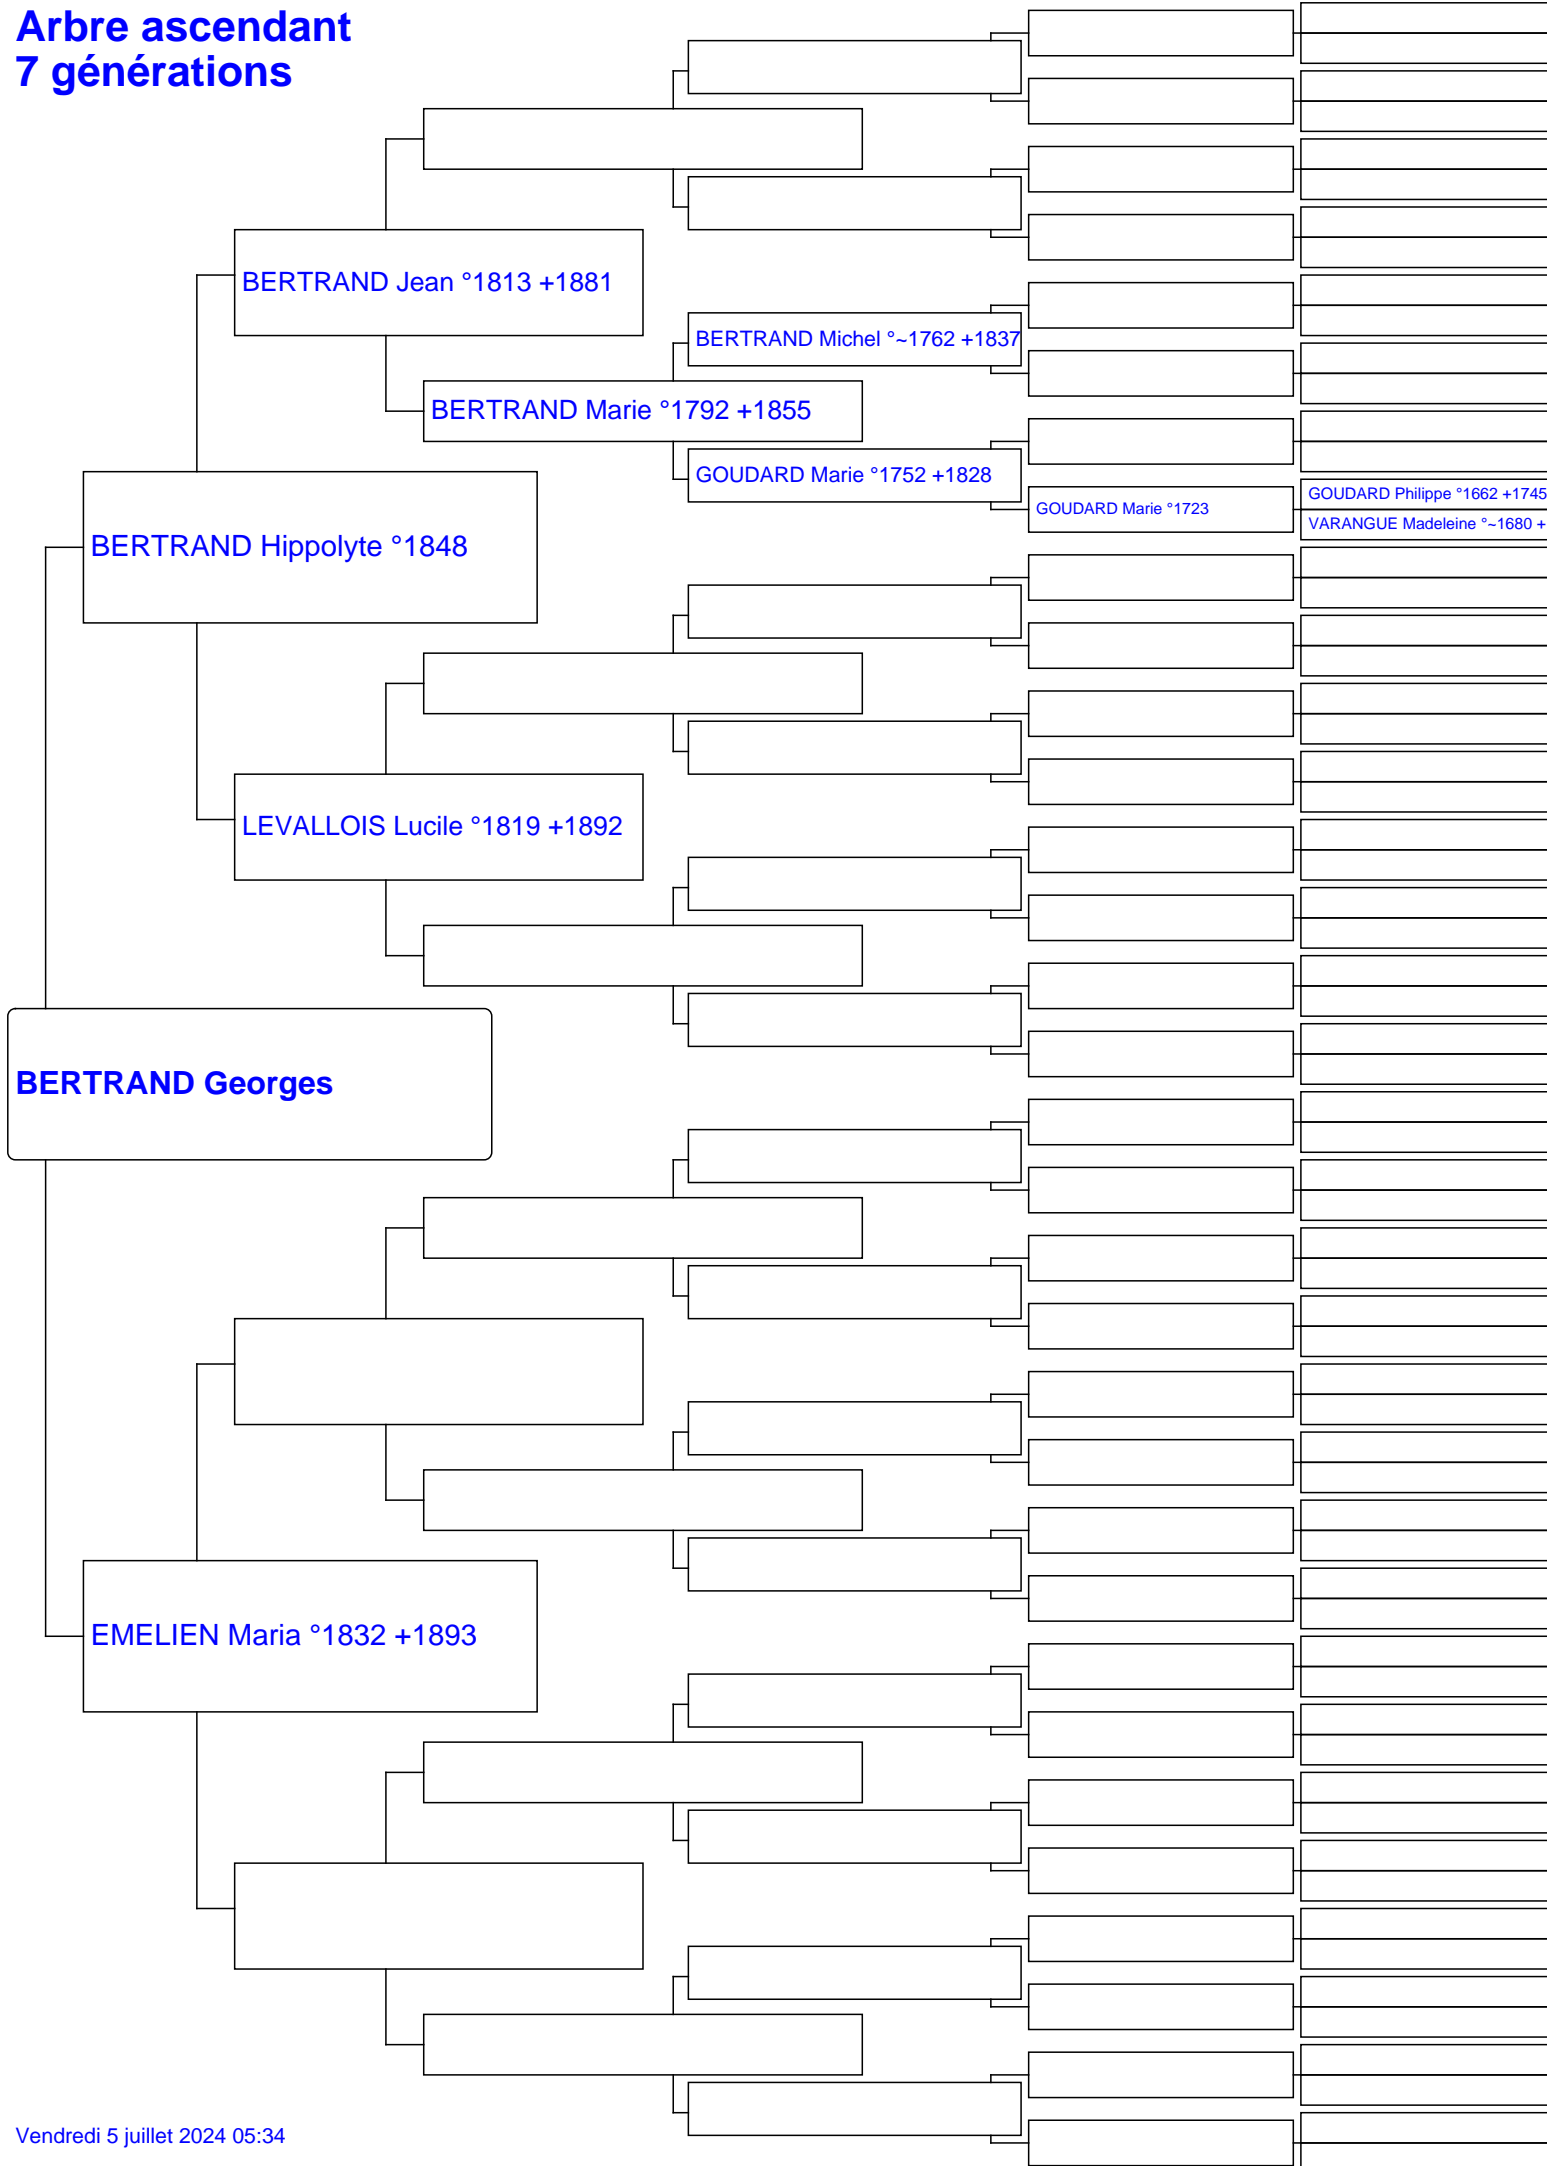 Arbre ascendant
7 générations
BERTRAND Jean °1813 +1881
BERTRAND Michel °~1762 +1837
BERTRAND Marie °1792 +1855
GOUDARD Marie °1752 +1828
GOUDARD Philippe °1662 +1745
GOUDARD Marie °1723
VARANGUE Madeleine °~1680 +
BERTRAND Hippolyte °1848
LEVALLOIS Lucile °1819 +1892
BERTRAND Georges
EMELIEN Maria °1832 +1893
Vendredi 5 juillet 2024 05:34